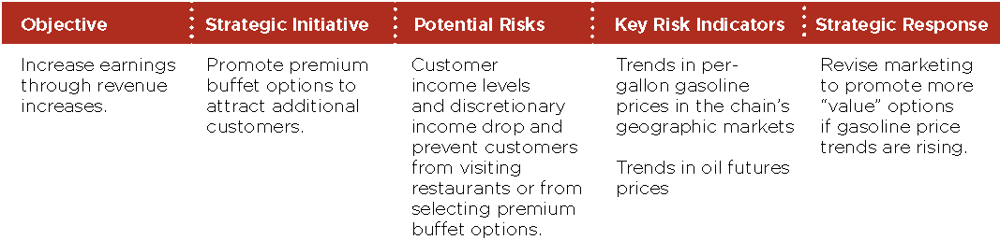 Objective
Strategic Initiative
Potential Risks
Key Risk Indicators
Strategic Response
Increase earnings
through revenue
increases.
Promote premium
buffet options to
attract additional
customers.
Customer
income levels
and discretionary
income drop and
prevent customers
from visiting
restaurants or from
selecting premium
buffet options.
Trends in per-
gallon gasoline
prices in the chain’s
geographic markets
Trends in oil futures
prices
Revise marketing
to promote more
“value” options
if gasoline price
trends are rising.